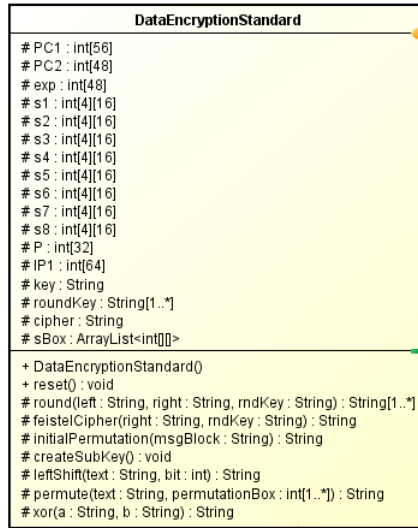 DataEncryptionStandard
# PC1 : int[56]
# PC2 : int[48]
# exp : int[48]
# s1 : int[4][16]
# s2 : int[4][16]
# s3 : int[4][16]
# s4 : int[4][16]
# s5 : int[4][16]
# s6 : int[4][16]
# s7 : int[4][16]
# s8 : int[4][16]
# P : int[32]
# IP1 : int[64]
# key : String
# roundKey : String[1..*]
# cipher : String
# sBox : ArrayList<int[][]>
+ DataEncryptionStandard()
+ reset() : void
# round(left : String, right : String, rndKey : String) : String[1..*]
# feistelCipher(right : String, rndKey : String) : String
# initialPermutation(msgBlock : String) : String
# createSubKey() : void
# leftShift(text : String, bit : int) : String
# permute(text : String, permutationBox : int[1..*]) : String
# xor(a : String, b : String) : String